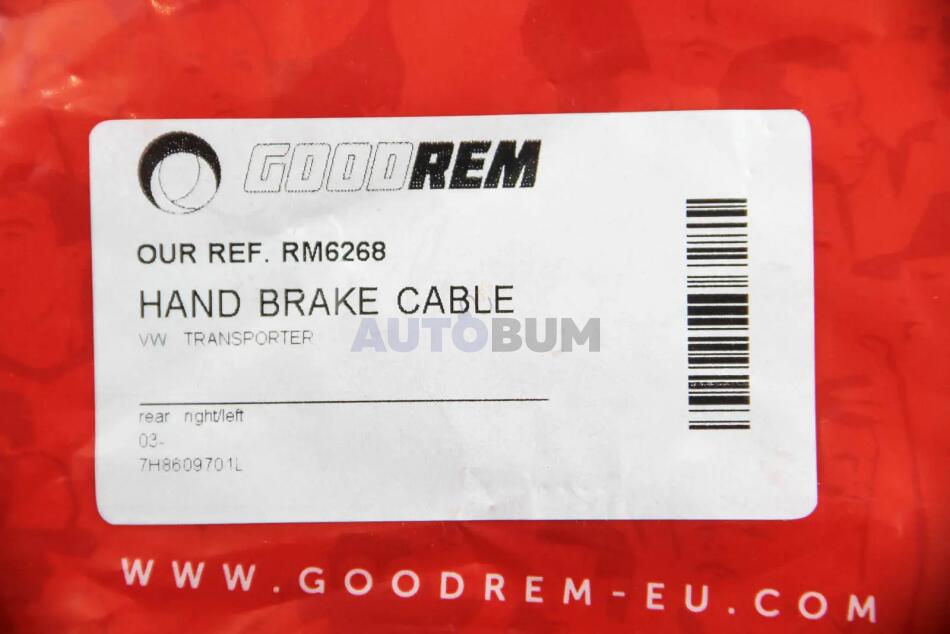 GOODREM
OUR REF. RM6268
HAND BRAKE CABLE
VW TRANSPORTER
AUTOBUM
rear right/left
03-
7H8609701L
WWW.GOODREM-EU.COM